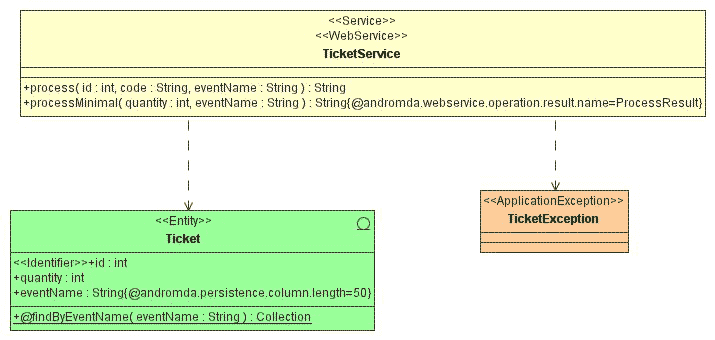 <<Service>>
<<WebService>>
TicketService
+process( id : int, code : String, eventName : String ) : String
+processMinimal( quantity : int, eventName : String ) : String{@andromda.webservice.operation.result.name=ProcessResult}
<<Entity>>
Ticket
<<Identifier>>+id : int
+quantity : int
+eventName : String{@andromda.persistence.column.length=50}
+@findByEventName( eventName : String ) : Collection
<<ApplicationException>>
TicketException